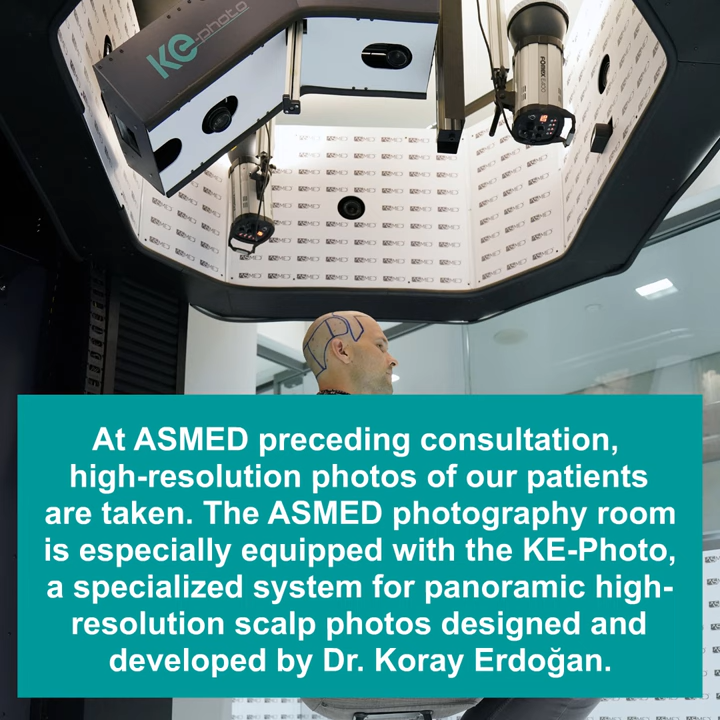 KE-photo
FOMEX E400
At ASMED preceding consultation,
high-resolution photos of our patients
are taken. The ASMED photography room
is especially equipped with the KE-Photo,
a specialized system for panoramic high-
resolution scalp photos designed and
developed by Dr. Koray Erdoğan.